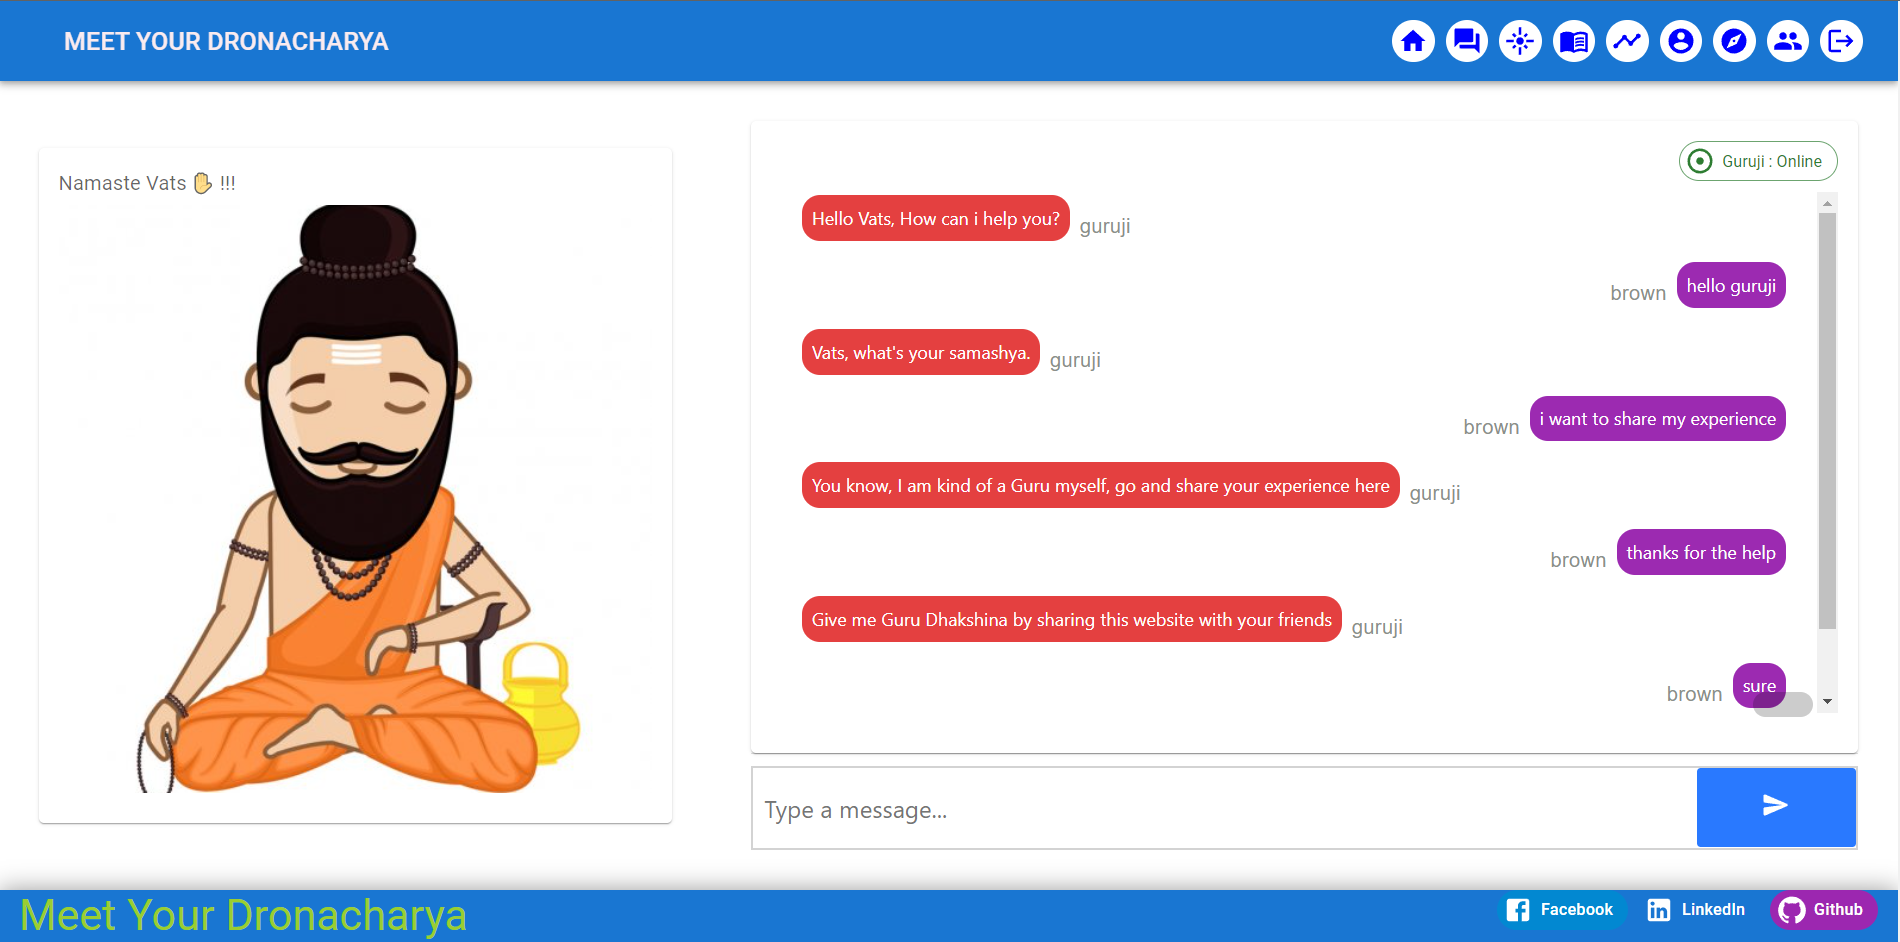 MEET YOUR DRONACHARYA
Namaste Vats ✋ !!!
Guruji : Online
Hello Vats, How can i help you? guruji
brown hello guruji
Vats, what's your samashya. guruji
brown i want to share my experience
You know, I am kind of a Guru myself, go and share your experience here guruji
brown thanks for the help
Give me Guru Dhakshina by sharing this website with your friends guruji
brown sure
Type a message...
Meet Your Dronacharya
Facebook LinkedIn Github